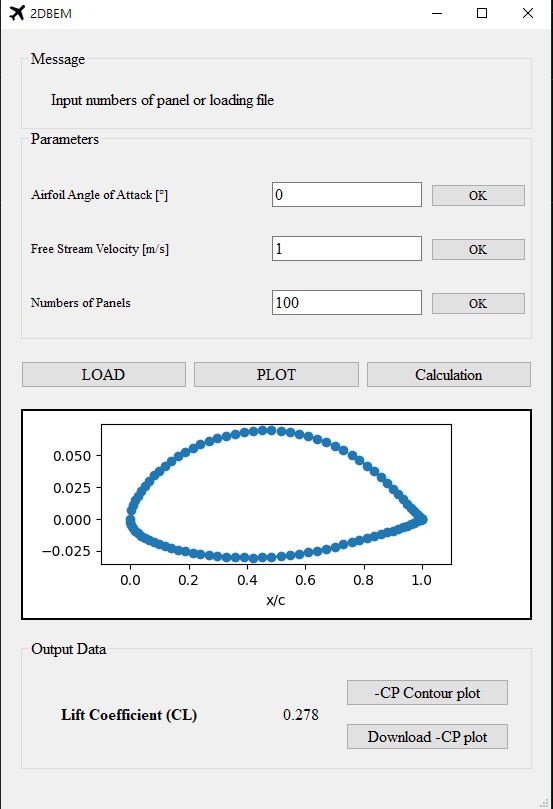 2DBEM
Message
Input numbers of panel or loading file
Parameters
Airfoil Angle of Attack [°] 0 OK
Free Stream Velocity [m/s] 1 OK
Numbers of Panels 100 OK
LOAD PLOT Calculation
0.050
0.025
0.000
−0.025
0.0 0.2 0.4 0.6 0.8 1.0
x/c
Output Data
-CP Contour plot
Lift Coefficient (CL) 0.278
Download -CP plot